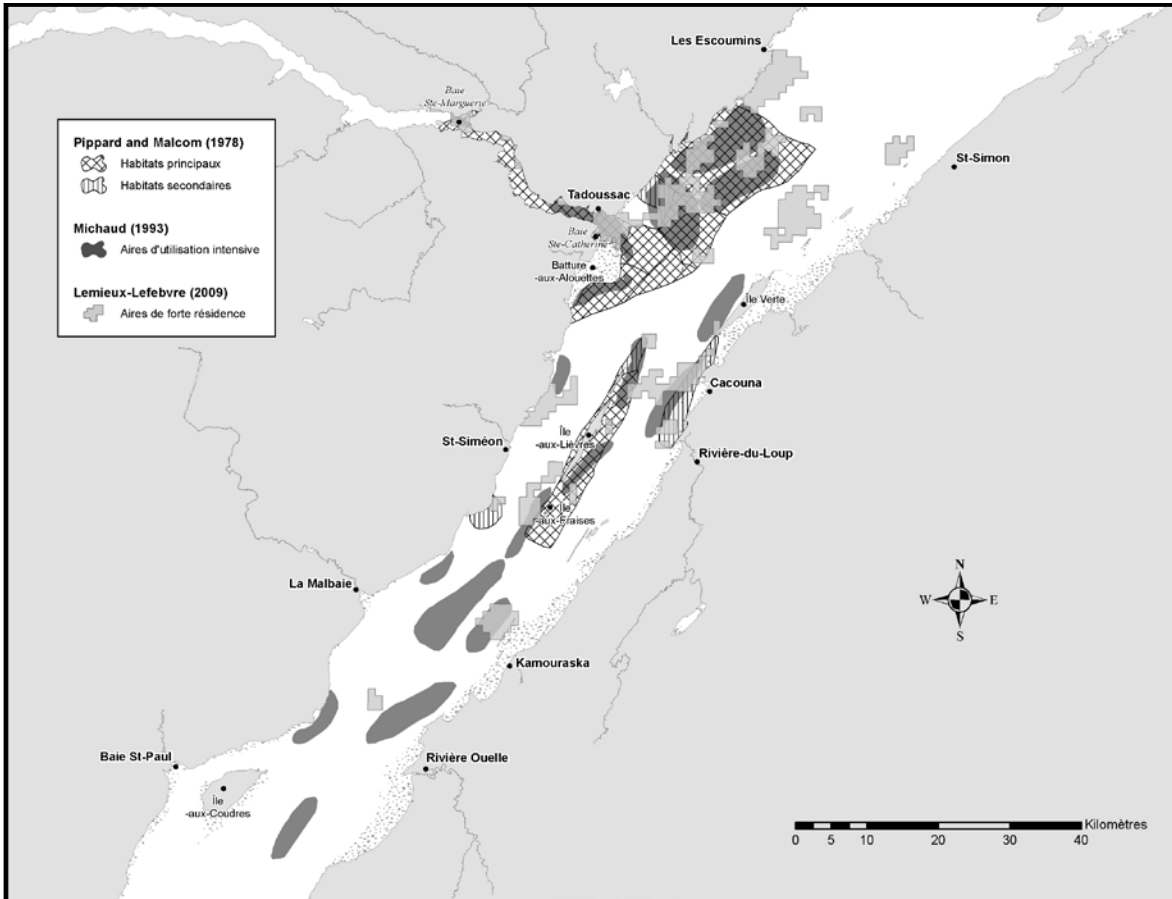 Les Escoumins
Baie
Ste-Marguerie
Pippard and Malcom (1978)
Habitats principaux
Habitats secondaires
Michaud (1993)
Aires d'utilisation intensive
Lemieux-Lefebvre (2009)
Aires de forte résidence
St-Simon
Tadoussac
Baie
Ste-Catherine
Batture
-aux-Alouettes
Île Verte
Cacouna
Île
-aux-Lièvres
St-Siméon
Rivière-du-Loup
Île
-aux-Fraises
La Malbaie
N
W
E
S
Kamouraska
Baie St-Paul
Rivière Ouelle
Île
-aux-Coudres
Kilomètres
0 5 10 20 30 40